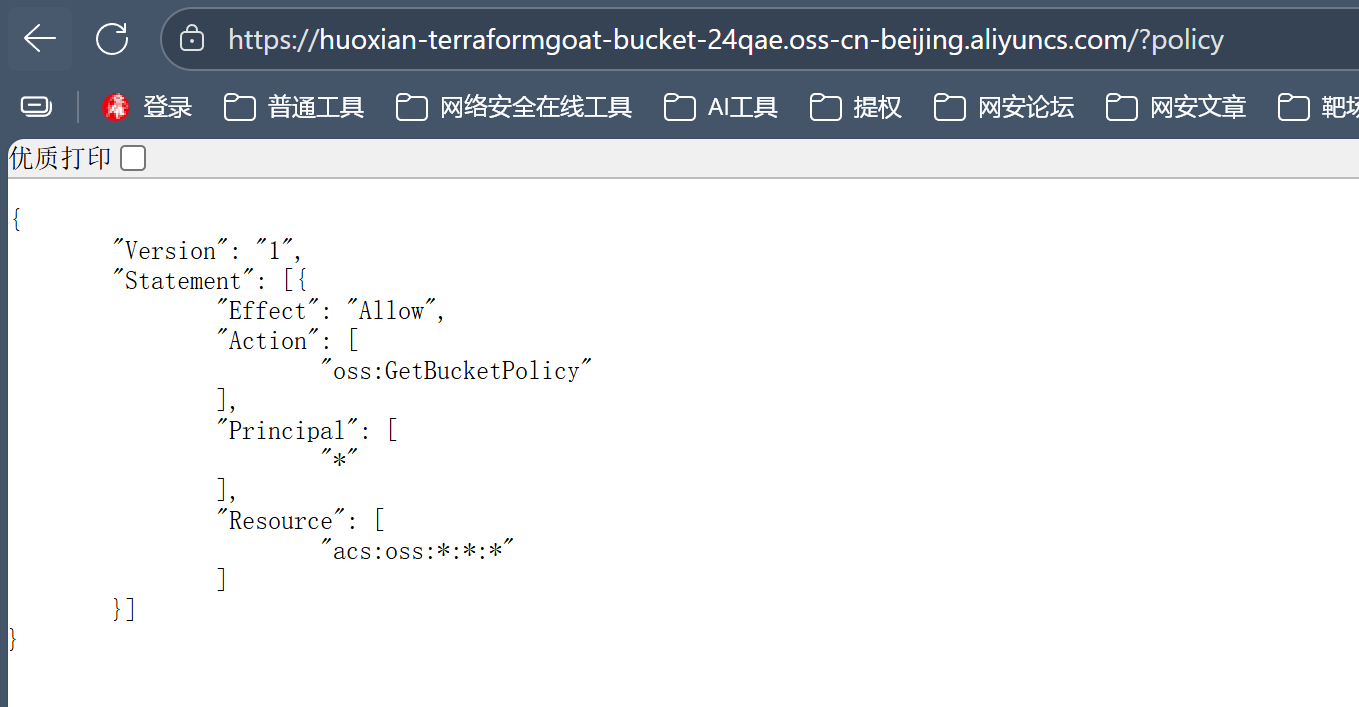 https://huoxian-terraformgoat-bucket-24qae.oss-cn-beijing.aliyuncs.com/?policy
登录 普通工具 网络安全在线工具 AI工具 提权 网安论坛 网安文章 靶场
优质打印
{
"Version": "1",
"Statement": [{
"Effect": "Allow",
"Action": [
"oss:GetBucketPolicy"
],
"Principal": [
"*"
],
"Resource": [
"acs:oss:*:*:*"
]
}]
}